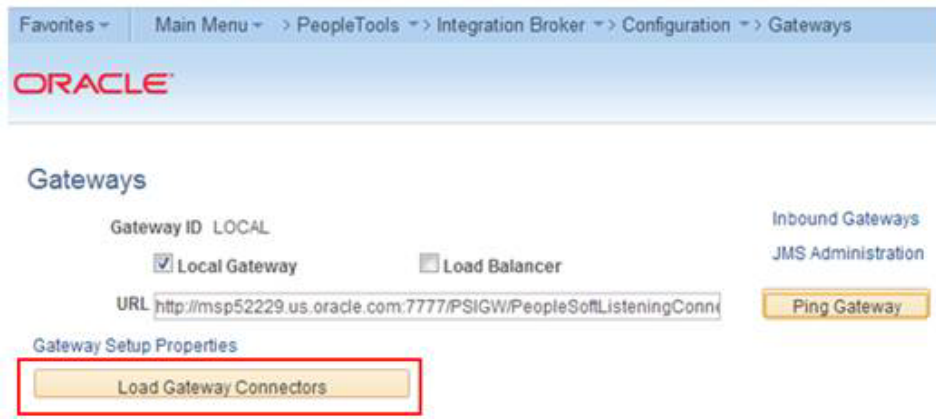 Favorites Main Menu > PeopleTools > Integration Broker > Configuration > Gateways
ORACLE
Gateways
Gateway ID LOCAL
Inbound Gateways
Local Gateway Load Balancer
JMS Administration
URL http://msp52229.us.oracle.com:7777/PSIGW/PeopleSoftListeningConne
Ping Gateway
Gateway Setup Properties
Load Gateway Connectors